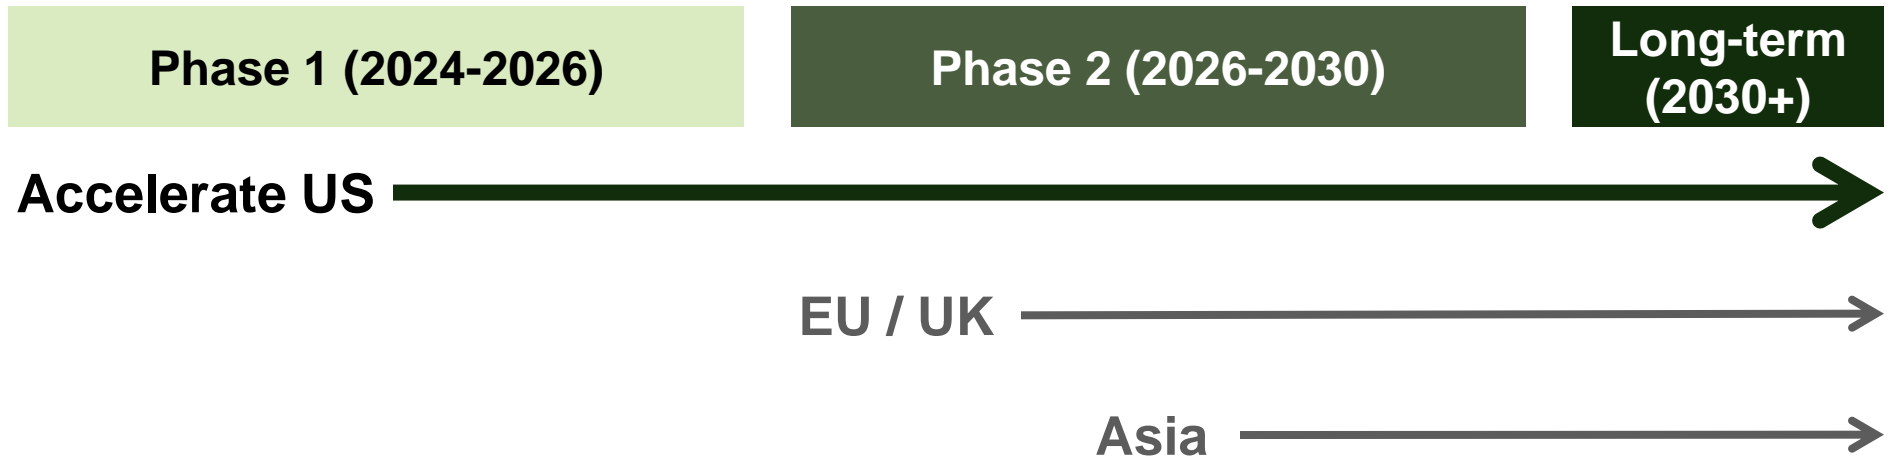 Phase 1 (2024-2026)
Phase 2 (2026-2030)
Long-term
(2030+)
Accelerate US
EU / UK
Asia